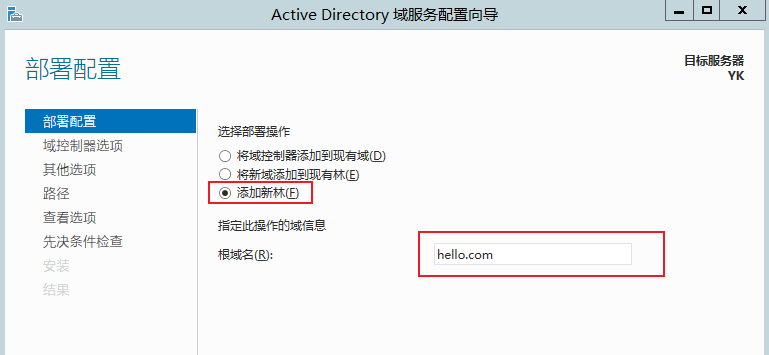 Active Directory 域服务配置向导
部署配置
目标服务器
YK
部署配置
域控制器选项
其他选项
路径
查看选项
先决条件检查
安装
结果
选择部署操作
将域控制器添加到现有域(D)
将新域添加到现有林(E)
添加新林(F)
指定此操作的域信息
根域名(R):
hello.com